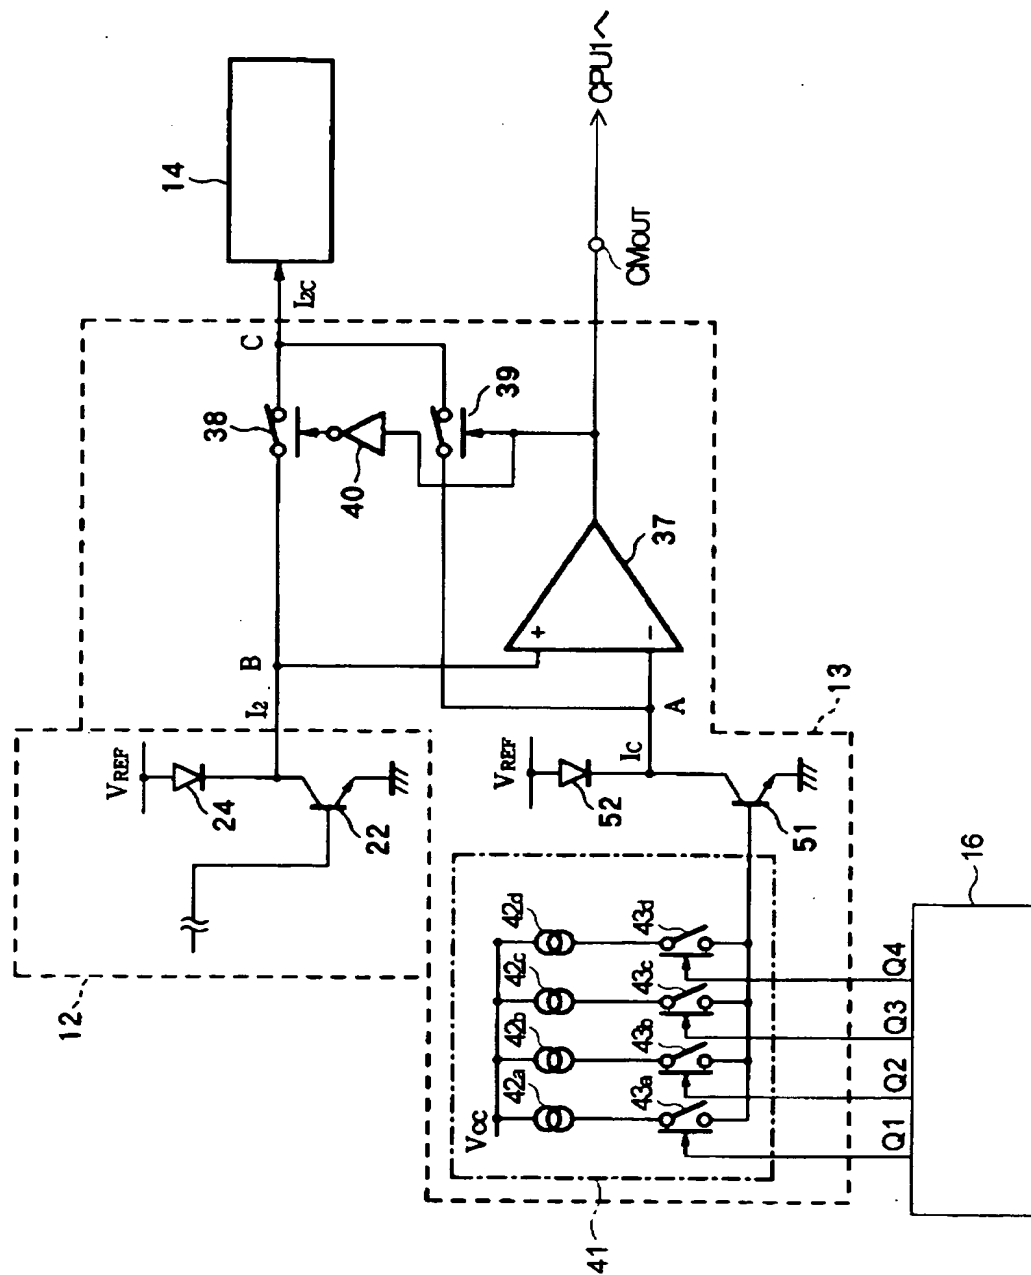 14
I2C
CPU1へ
CMOUT
C
38
39
40
37
B
I2
+
−
A
13
VREF
24
22
VREF
52
IC
51
12
VCC
42a
42b
42c
42d
43a
43b
43c
43d
41
Q1
Q2
Q3
Q4
16